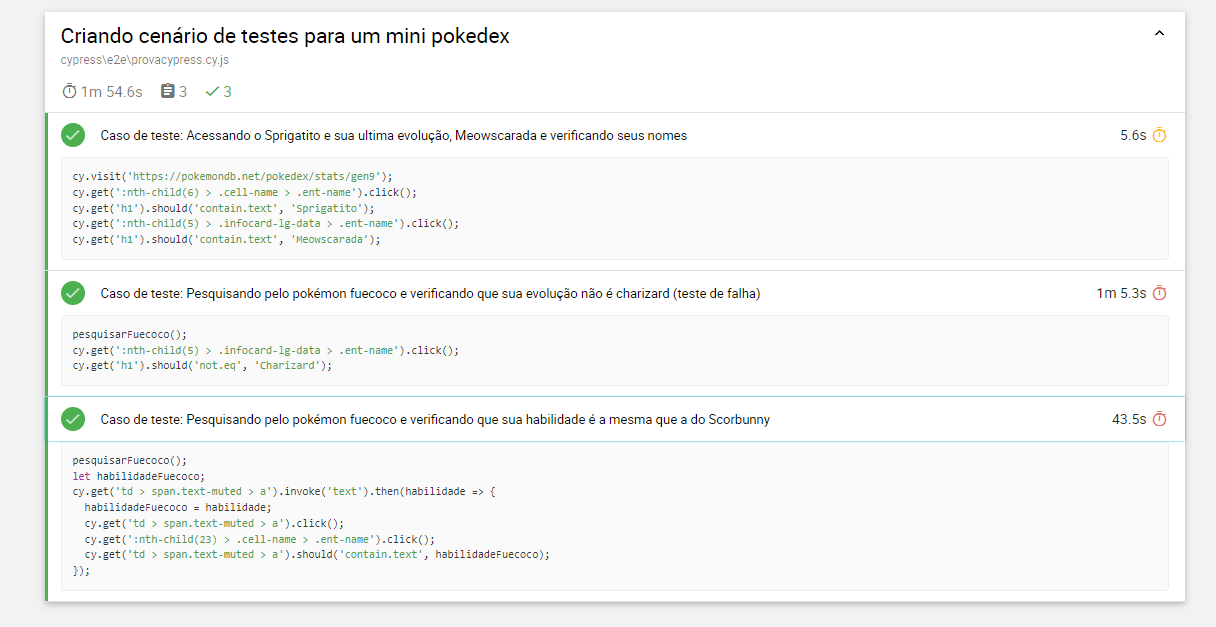 Criando cenário de testes para um mini pokedex
cypress\e2e\provacypress.cy.js
1m 54.6s 3 3
Caso de teste: Acessando o Sprigatito e sua ultima evolução, Meowscarada e verificando seus nomes 5.6s
cy.visit('https://pokemondb.net/pokedex/stats/gen9');
cy.get(':nth-child(6) > .cell-name > .ent-name').click();
cy.get('h1').should('contain.text', 'Sprigatito');
cy.get(':nth-child(5) > .infocard-lg-data > .ent-name').click();
cy.get('h1').should('contain.text', 'Meowscarada');
Caso de teste: Pesquisando pelo pokémon fuecoco e verificando que sua evolução não é charizard (teste de falha) 1m 5.3s
pesquisarFuecoco();
cy.get(':nth-child(5) > .infocard-lg-data > .ent-name').click();
cy.get('h1').should('not.eq', 'Charizard');
Caso de teste: Pesquisando pelo pokémon fuecoco e verificando que sua habilidade é a mesma que a do Scorbunny 43.5s
pesquisarFuecoco();
let habilidadeFuecoco;
cy.get('td > span.text-muted > a').invoke('text').then(habilidade => {
  habilidadeFuecoco = habilidade;
  cy.get('td > span.text-muted > a').click();
  cy.get(':nth-child(23) > .cell-name > .ent-name').click();
  cy.get('td > span.text-muted > a').should('contain.text', habilidadeFuecoco);
});